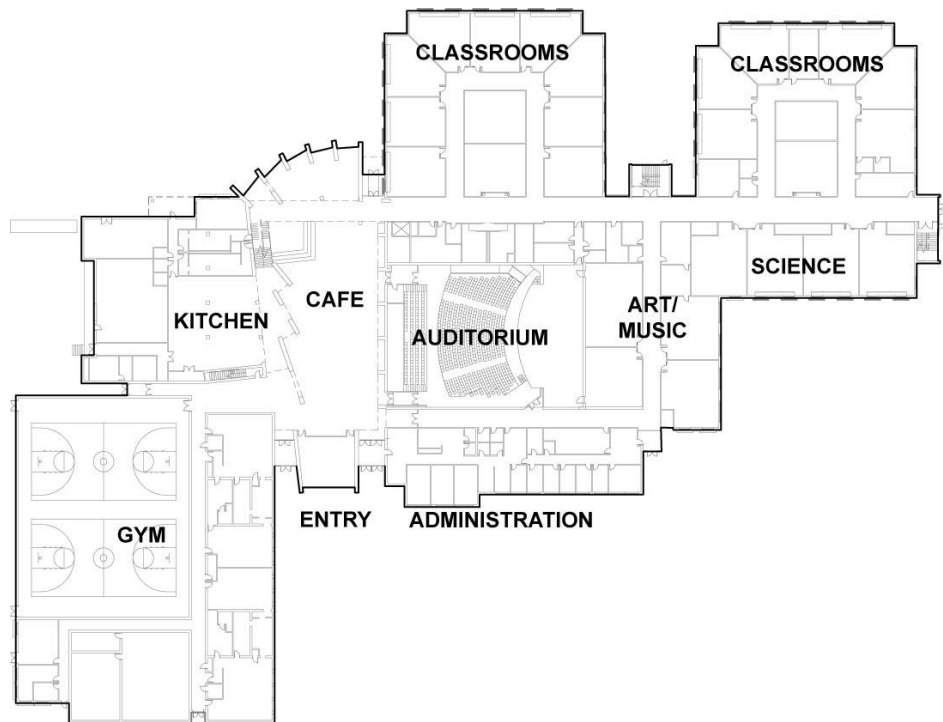 CLASSROOMS
CLASSROOMS
SCIENCE
CAFE
KITCHEN
AUDITORIUM
ART/
MUSIC
ENTRY
ADMINISTRATION
GYM